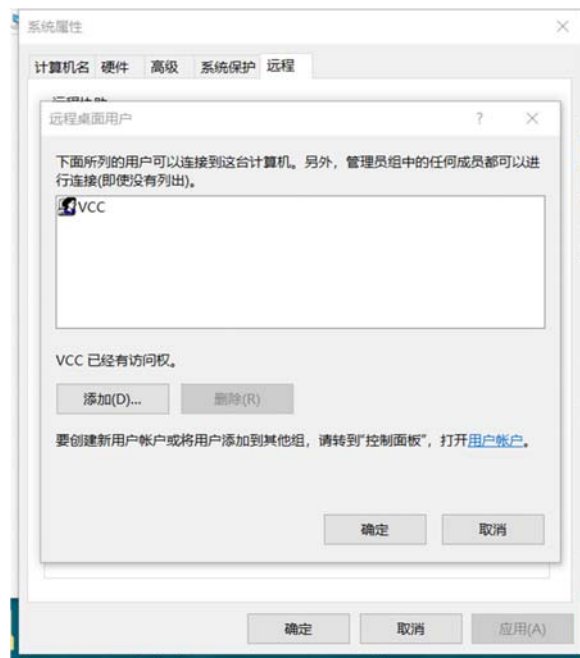 系统属性
计算机名 硬件 高级 系统保护 远程
远程桌面用户
下面所列的用户可以连接到这台计算机。另外，管理员组中的任何成员都可以进
行连接(即使没有列出)。
VCC
VCC 已经有访问权。
添加(D)...
删除(R)
要创建新用户帐户或将用户添加到其他组，请转到"控制面板"，打开用户帐户。
确定
取消
确定
取消
应用(A)